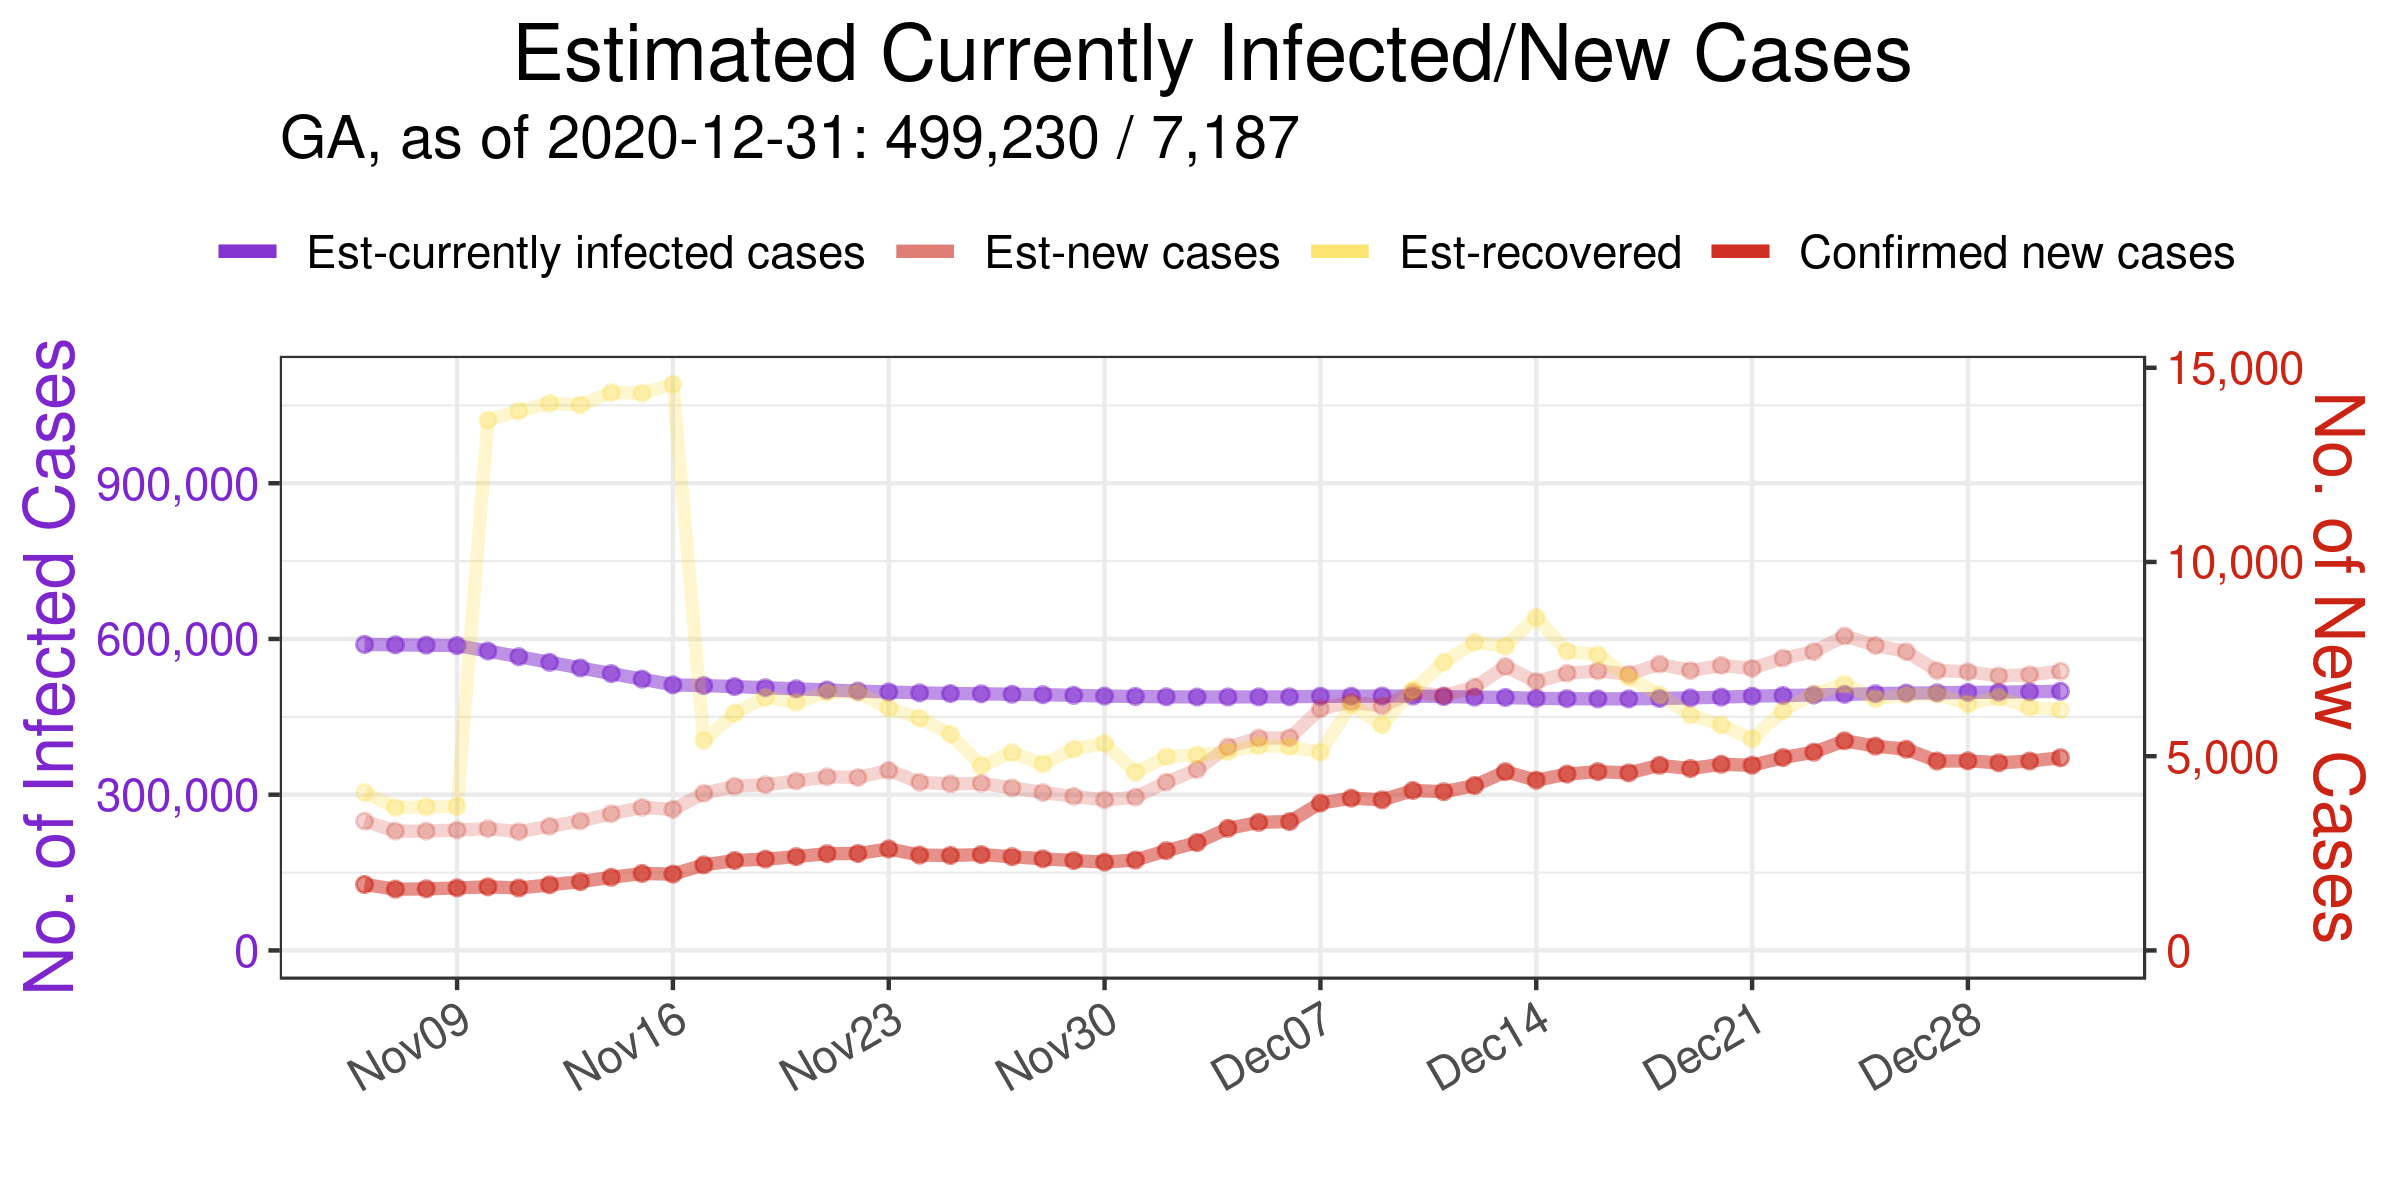 Estimated Currently Infected/New Cases
GA, as of 2020-12-31: 499,230 / 7,187
Est-currently infected cases Est-new cases Est-recovered Confirmed new cases
No. of Infected Cases
900,000
600,000
300,000
0
15,000
10,000
5,000
0
No. of New Cases
Nov09 Nov16 Nov23 Nov30 Dec07 Dec14 Dec21 Dec28